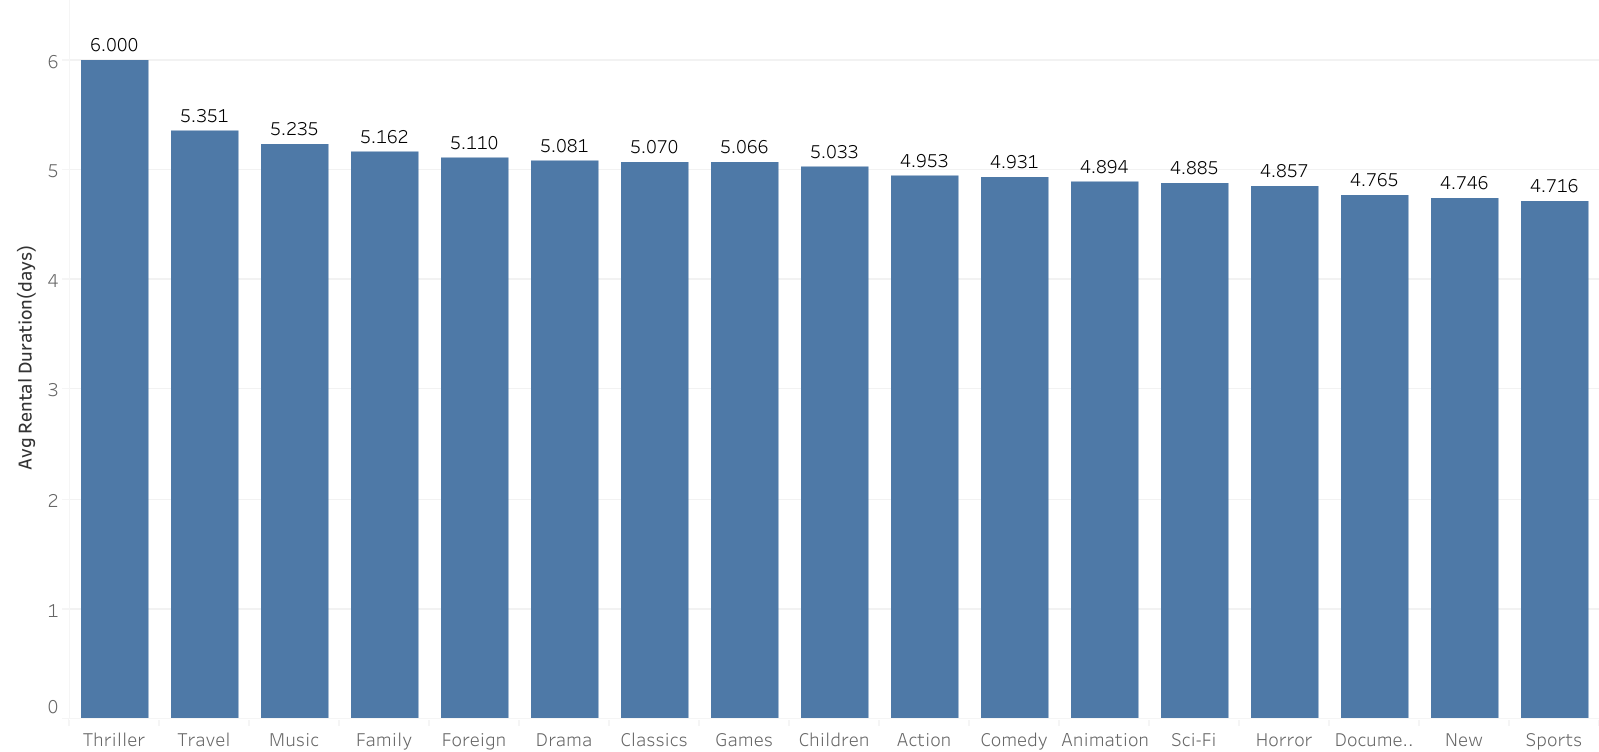 Avg Rental Duration(days)
6
5
4
3
2
1
0
6.000
5.351
5.235
5.162
5.110
5.081
5.070
5.066
5.033
4.953
4.931
4.894
4.885
4.857
4.765
4.746
4.716
Thriller
Travel
Music
Family
Foreign
Drama
Classics
Games
Children
Action
Comedy
Animation
Sci-Fi
Horror
Docume..
New
Sports